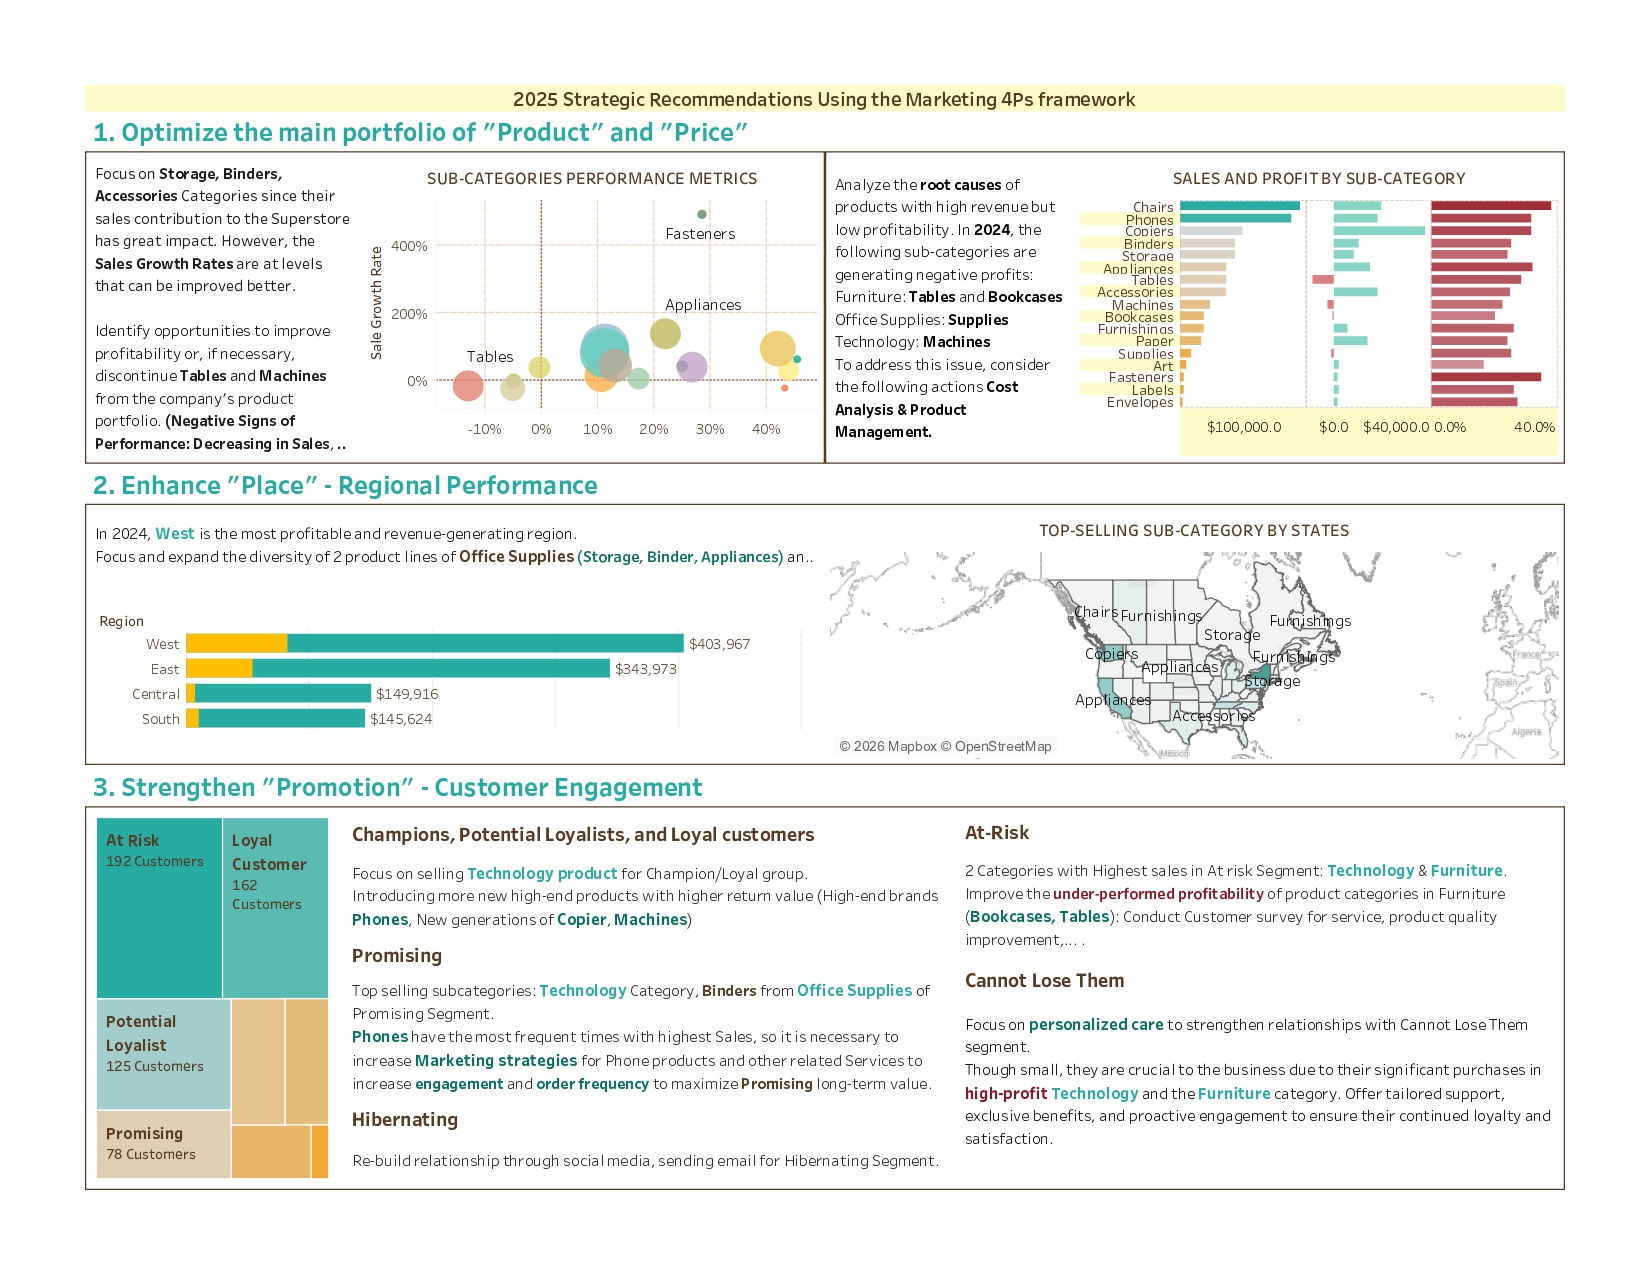 2025 Strategic Recommendations Using the Marketing 4Ps framework
1. Optimize the main portfolio of "Product" and "Price"
Focus on Storage, Binders,
Accessories Categories since their
sales contribution to the Superstore
has great impact. However, the
Sales Growth Rates are at levels
that can be improved better.
Identify opportunities to improve
profitability or, if necessary,
discontinue Tables and Machines
from the company's product
portfolio. (Negative Signs of
Performance: Decreasing in Sales, ..
SUB-CATEGORIES PERFORMANCE METRICS
Sale Growth Rate
400%
200%
0%
Fasteners
Appliances
Tables
-10%
0%
10%
20%
30%
40%
Analyze the root causes of
products with high revenue but
low profitability. In 2024, the
following sub-categories are
generating negative profits:
Furniture: Tables and Bookcases
Office Supplies: Supplies
Technology: Machines
To address this issue, consider
the following actions Cost
Analysis & Product
Management.
SALES AND PROFIT BY SUB-CATEGORY
Chairs
Phones
Copiers
Binders
Storage
Appliances
Tables
Accessories
Machines
Bookcases
Furnishings
Paper
Supplies
Art
Fasteners
Labels
Envelopes
$100,000.0
$0.0
$40,000.0
0.0%
40.0%
2. Enhance "Place" - Regional Performance
In 2024, West is the most profitable and revenue-generating region.
Focus and expand the diversity of 2 product lines of Office Supplies (Storage, Binder, Appliances) an..
Region
West $403,967
East $343,973
Central $149,916
South $145,624
TOP-SELLING SUB-CATEGORY BY STATES
Chairs
Furnishings
Furnishings
Storage
Copiers
Furnishings
Appliances
Storage
Appliances
Accessories
France
Spain
Algeria
Mexico
© 2026 Mapbox © OpenStreetMap
3. Strengthen "Promotion" - Customer Engagement
At Risk
192 Customers
Loyal
Customer
162
Customers
Potential
Loyalist
125 Customers
Promising
78 Customers
Champions, Potential Loyalists, and Loyal customers
Focus on selling Technology product for Champion/Loyal group.
Introducing more new high-end products with higher return value (High-end brands
Phones, New generations of Copier, Machines)
Promising
Top selling subcategories: Technology Category, Binders from Office Supplies of
Promising Segment.
Phones have the most frequent times with highest Sales, so it is necessary to
increase Marketing strategies for Phone products and other related Services to
increase engagement and order frequency to maximize Promising long-term value.
Hibernating
Re-build relationship through social media, sending email for Hibernating Segment.
At-Risk
2 Categories with Highest sales in At risk Segment: Technology & Furniture.
Improve the under-performed profitability of product categories in Furniture
(Bookcases, Tables): Conduct Customer survey for service, product quality
improvement,... .
Cannot Lose Them
Focus on personalized care to strengthen relationships with Cannot Lose Them
segment.
Though small, they are crucial to the business due to their significant purchases in
high-profit Technology and the Furniture category. Offer tailored support,
exclusive benefits, and proactive engagement to ensure their continued loyalty and
satisfaction.